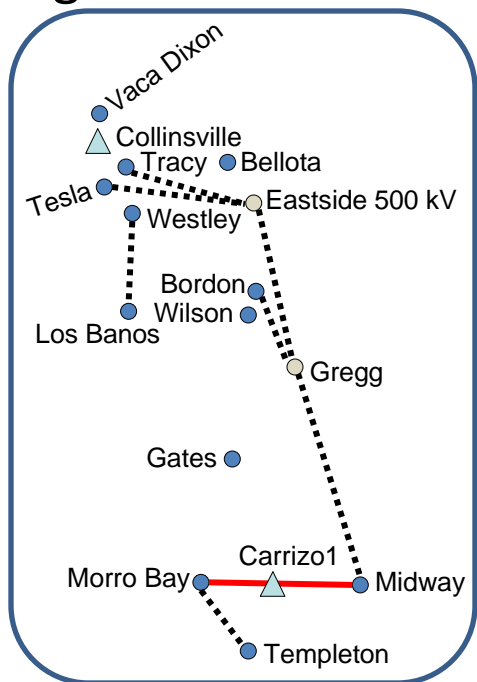 Vaca Dixon
Collinsville
Tracy
Bellota
Tesla
Eastside 500 kV
Westley
Bordon
Wilson
Los Banos
Gregg
Gates
Carrizo1
Morro Bay
Midway
Templeton